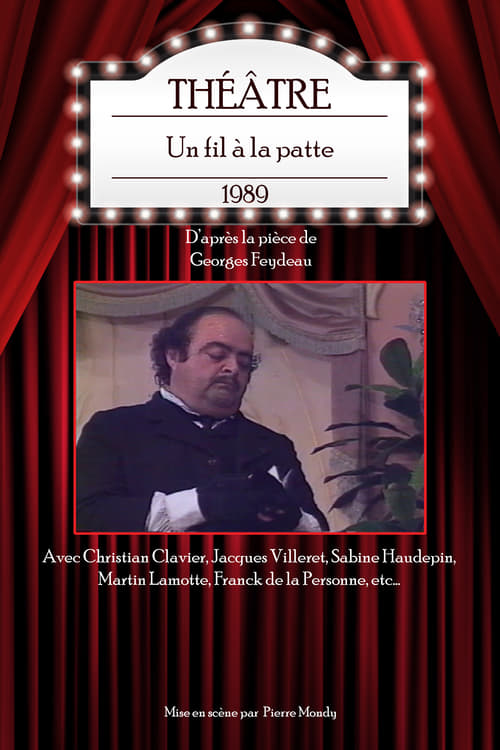 THÉÂTRE
Un fil à la patte
1989
D'après la pièce de
Georges Feydeau
Avec Christian Clavier, Jacques Villeret, Sabine Haudepin,
Martin Lamotte, Franck de la Personne, etc...
Mise en scène par Pierre Mondy